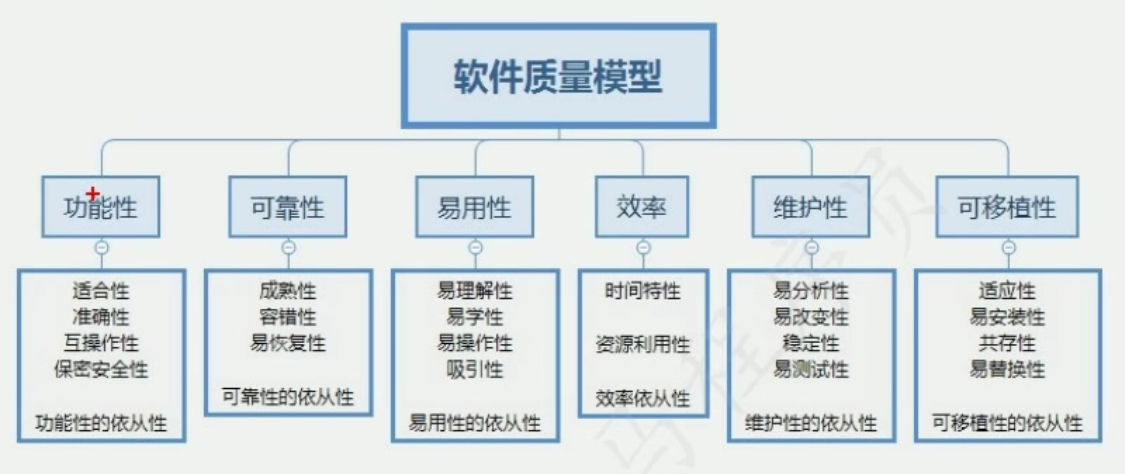 软件质量模型
功能性
可靠性
易用性
效率
维护性
可移植性
适合性
准确性
互操作性
保密安全性
功能性的依从性
成熟性
容错性
易恢复性
可靠性的依从性
易理解性
易学性
易操作性
吸引性
易用性的依从性
时间特性
资源利用性
效率依从性
易分析性
易改变性
稳定性
易测试性
维护性的依从性
适应性
易安装性
共存性
易替换性
可移植性的依从性